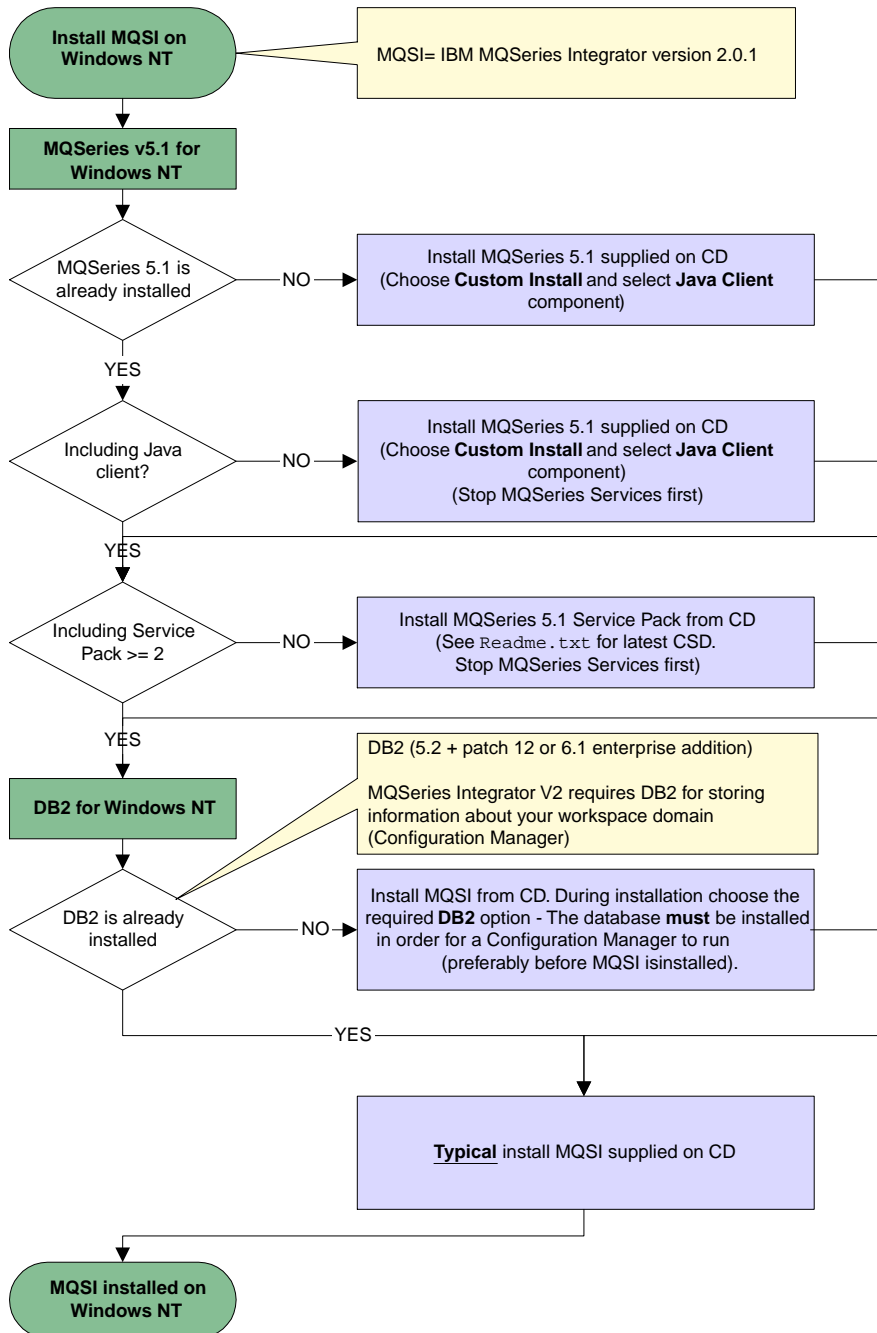 Install MQSI on
Windows NT
MQSI= IBM MQSeries Integrator version 2.0.1
MQSeries v5.1 for
Windows NT
MQSeries 5.1 is
already installed
NO
Install MQSeries 5.1 supplied on CD
(Choose Custom Install and select Java Client
component)
YES
Including Java
client?
NO
Install MQSeries 5.1 supplied on CD
(Choose Custom Install and select Java Client
component)
(Stop MQSeries Services first)
YES
Including Service
Pack >= 2
NO
Install MQSeries 5.1 Service Pack from CD
(See Readme.txt for latest CSD.
Stop MQSeries Services first)
YES
DB2 (5.2 + patch 12 or 6.1 enterprise addition)
MQSeries Integrator V2 requires DB2 for storing
information about your workspace domain
(Configuration Manager)
DB2 for Windows NT
DB2 is already
installed
NO
Install MQSI from CD. During installation choose the
required DB2 option - The database must be installed
in order for a Configuration Manager to run
(preferably before MQSI isinstalled).
YES
Typical install MQSI supplied on CD
MQSI installed on
Windows NT